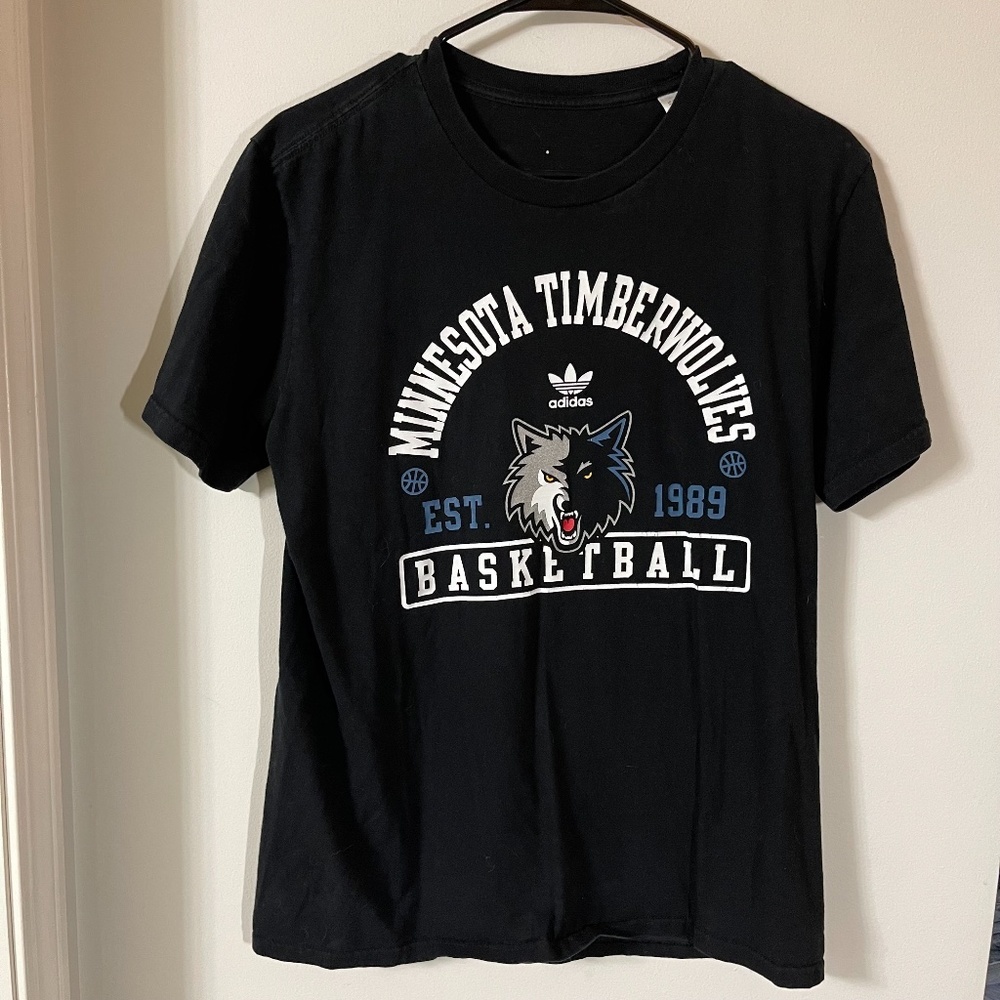 MINNESOTA TIMBERWOLVES
adidas
EST. 1989
BASKETBALL